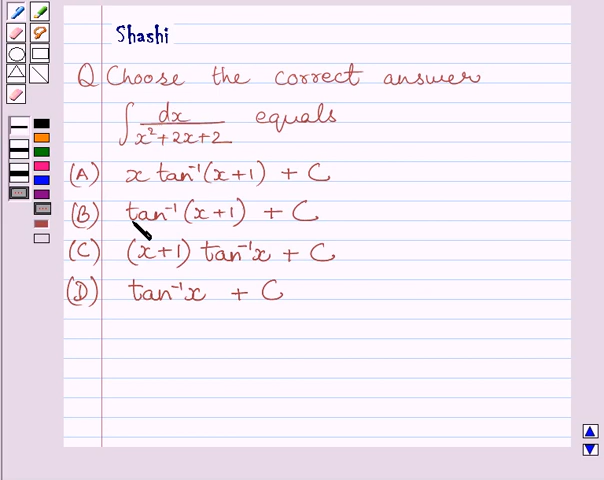 Shashi
Q Choose the correct answer
∫ dx / x²+2x+2 equals
(A) x tan⁻¹(x+1) + C
(B) tan⁻¹(x+1) + C
(C) (x+1) tan⁻¹x + C
(D) tan⁻¹x + C